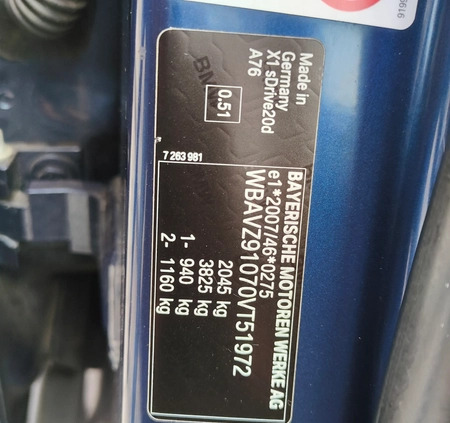 Made in
Germany
X1 sDrive20d
A76
0.51
7 263 981
BAYERISCHE MOTOREN WERKE AG
e1*2007/46*0275
WBAVZ91070VT51972
2045 kg
3825 kg
1- 940 kg
2- 1160 kg